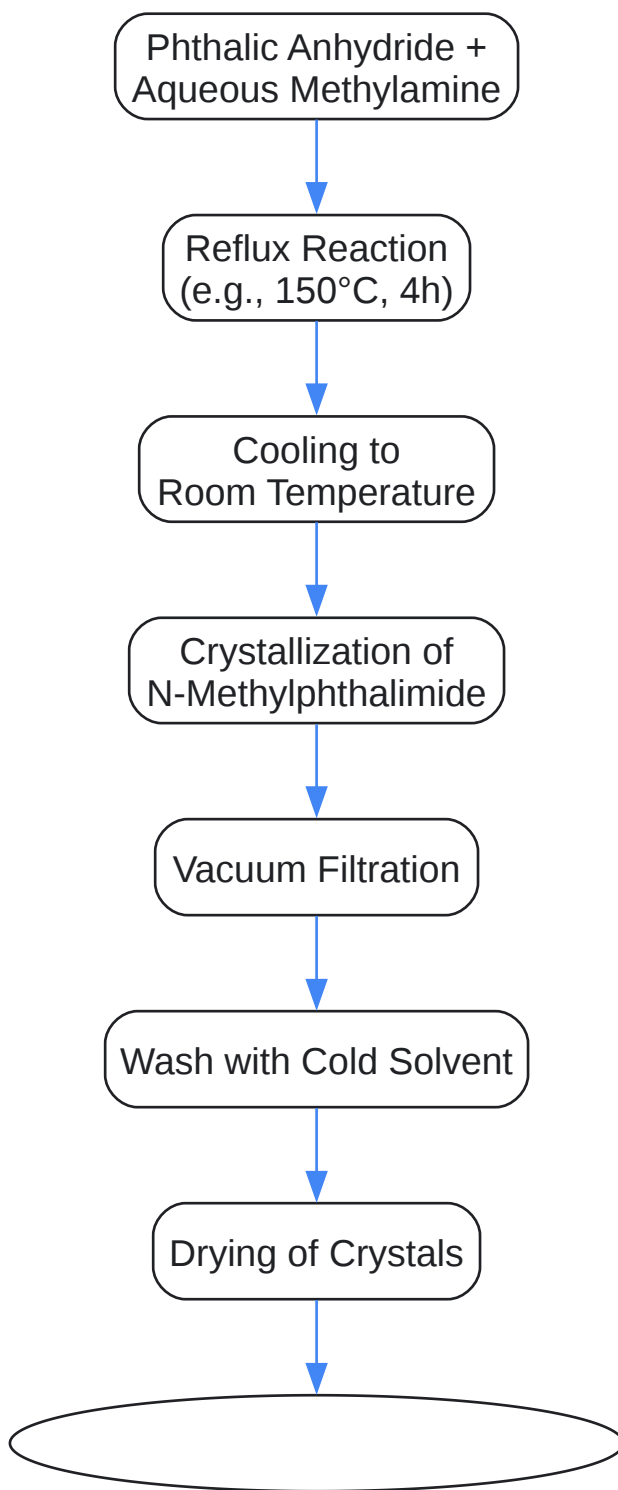 Phthalic Anhydride +
Aqueous Methylamine
Reflux Reaction
(e.g., 150°C, 4h)
Cooling to
Room Temperature
Crystallization of
N-Methylphthalimide
Vacuum Filtration
Wash with Cold Solvent
Drying of Crystals